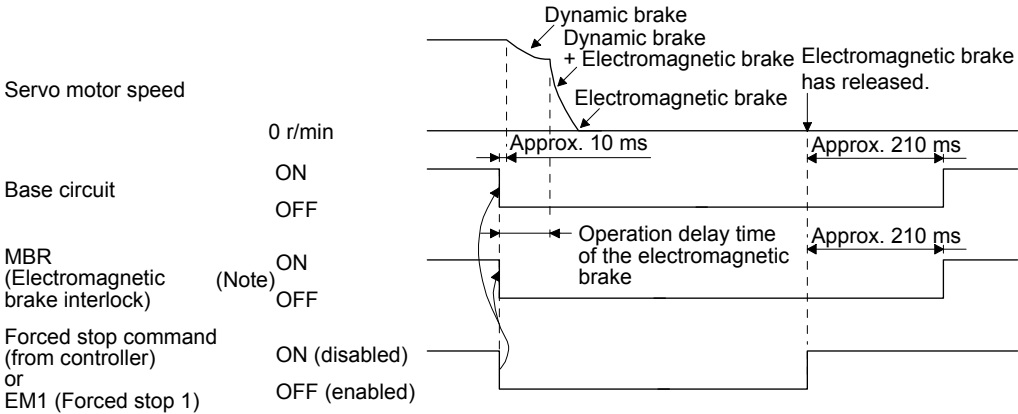 Dynamic brake
Dynamic brake
+ Electromagnetic brake
Electromagnetic brake
has released.
Servo motor speed
Electromagnetic brake
0 r/min
Approx. 10 ms
Approx. 210 ms
Base circuit
ON
OFF
Operation delay time
of the electromagnetic
brake
Approx. 210 ms
MBR
(Electromagnetic
brake interlock)
(Note)
ON
OFF
Forced stop command
(from controller)
or
EM1 (Forced stop 1)
ON (disabled)
OFF (enabled)